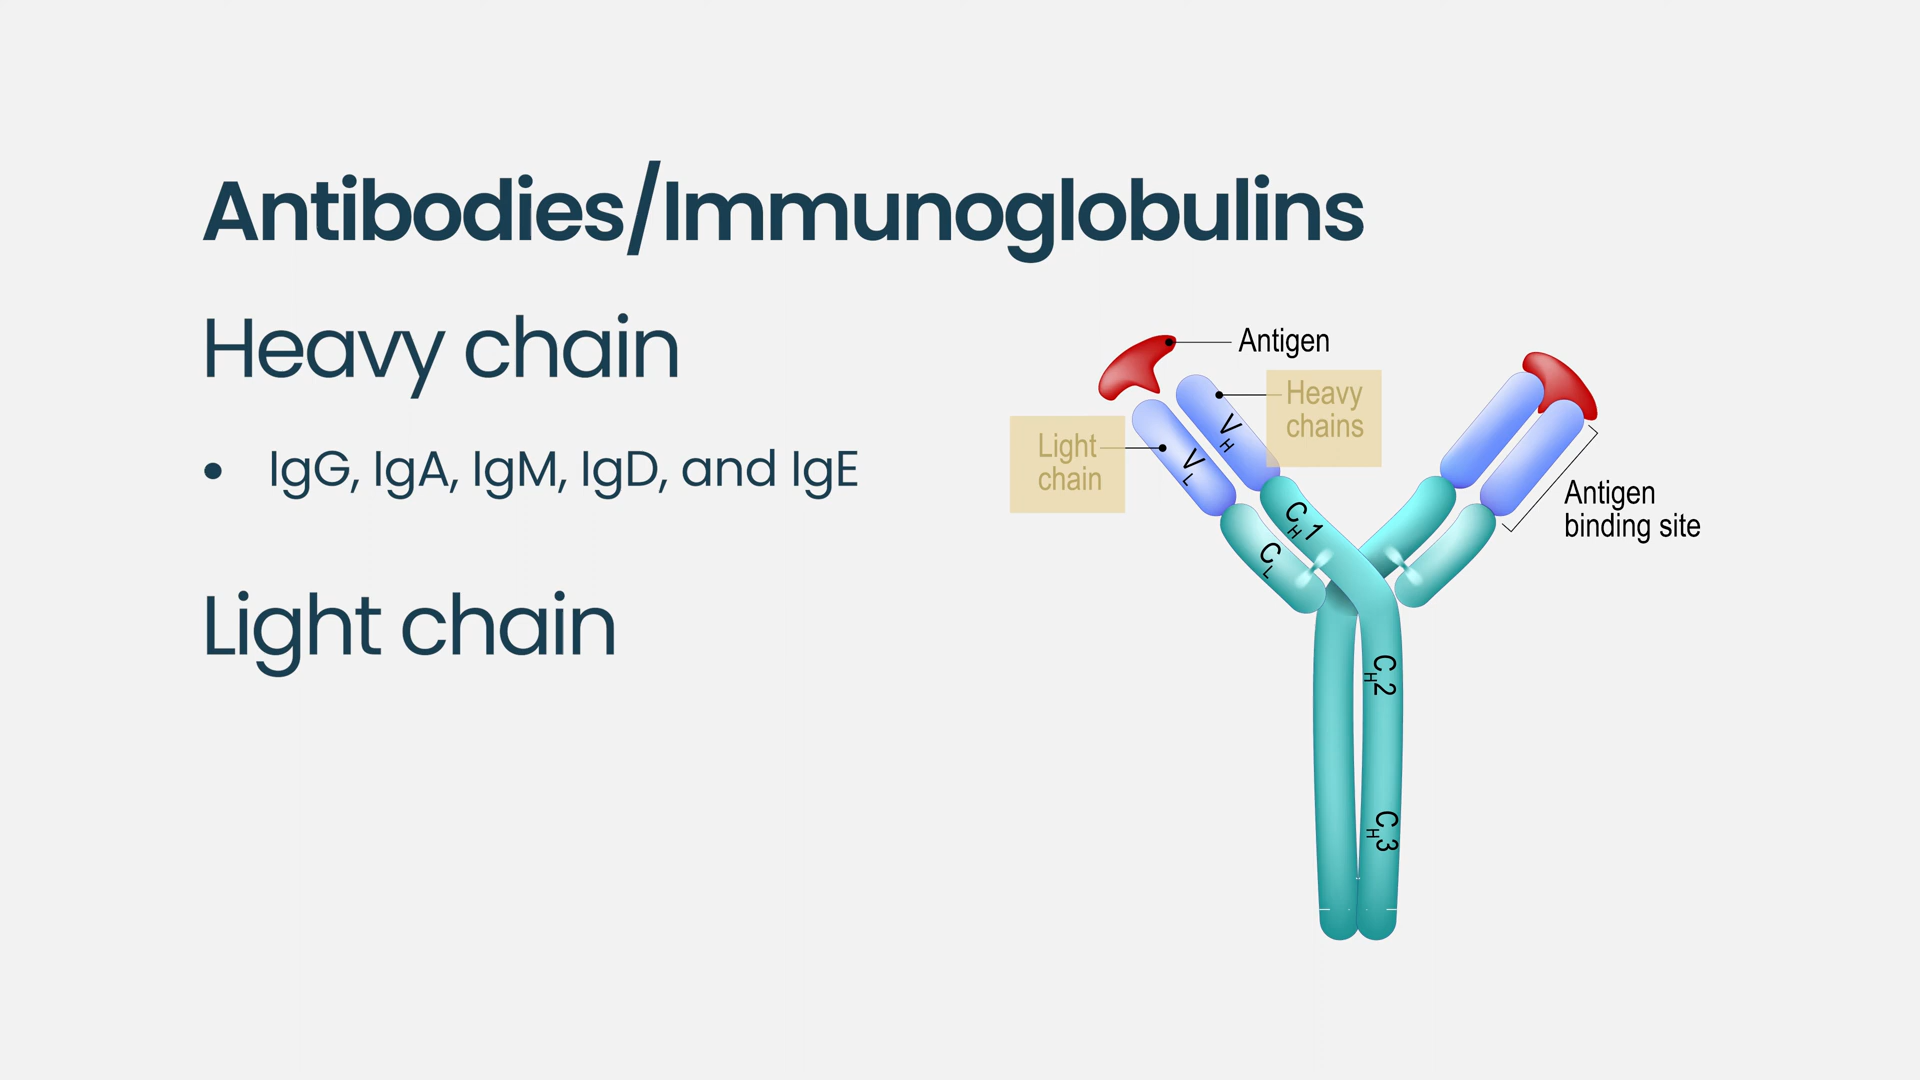 Antibodies/Immunoglobulins
Heavy chain
• IgG, IgA, IgM, IgD, and IgE
Light chain
Antigen
Heavy
chains
Light
chain
VH
VL
CH1
CL
Antigen
binding site
CH2
CH3